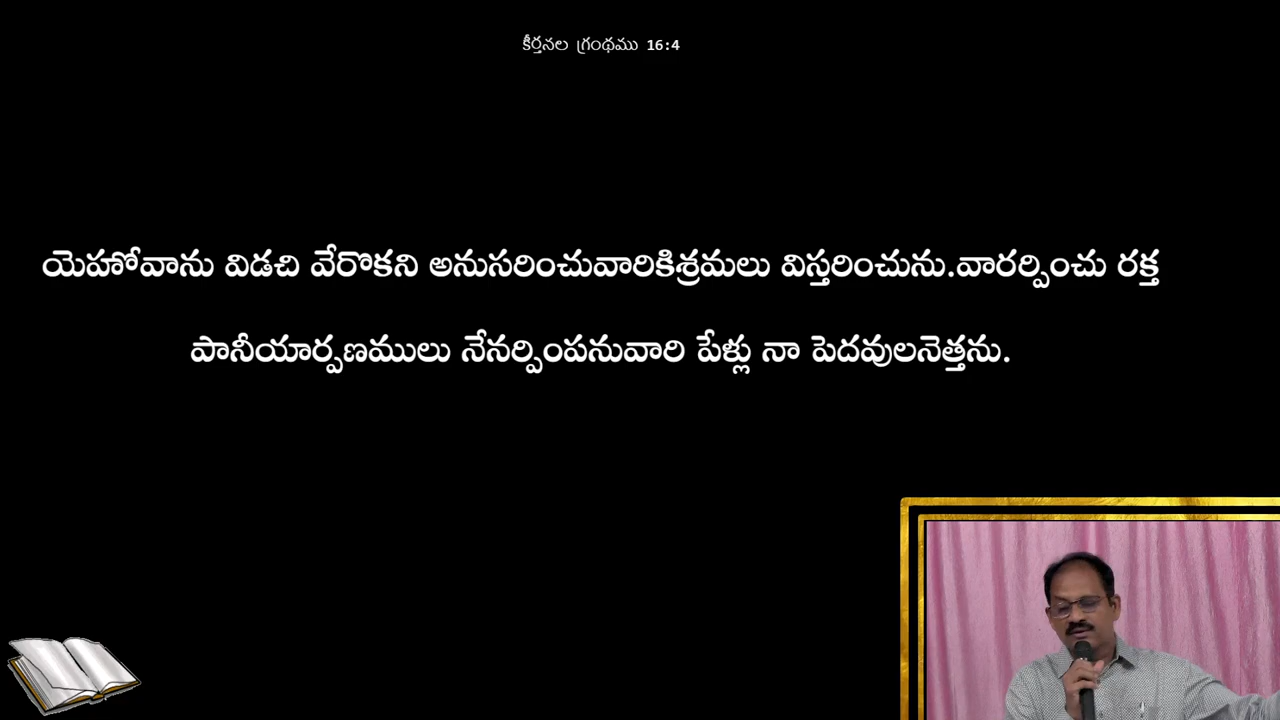 కీర్తనల గ్రంథము 16:4
యెహోవాను విడచి వేరొకని అనుసరించువారికిశ్రమలు విస్తరించును.వారర్పించు రక్త
పానీయార్పణములు నేనర్పింపనువారి పేళ్లు నా పెదవులనెత్తను.